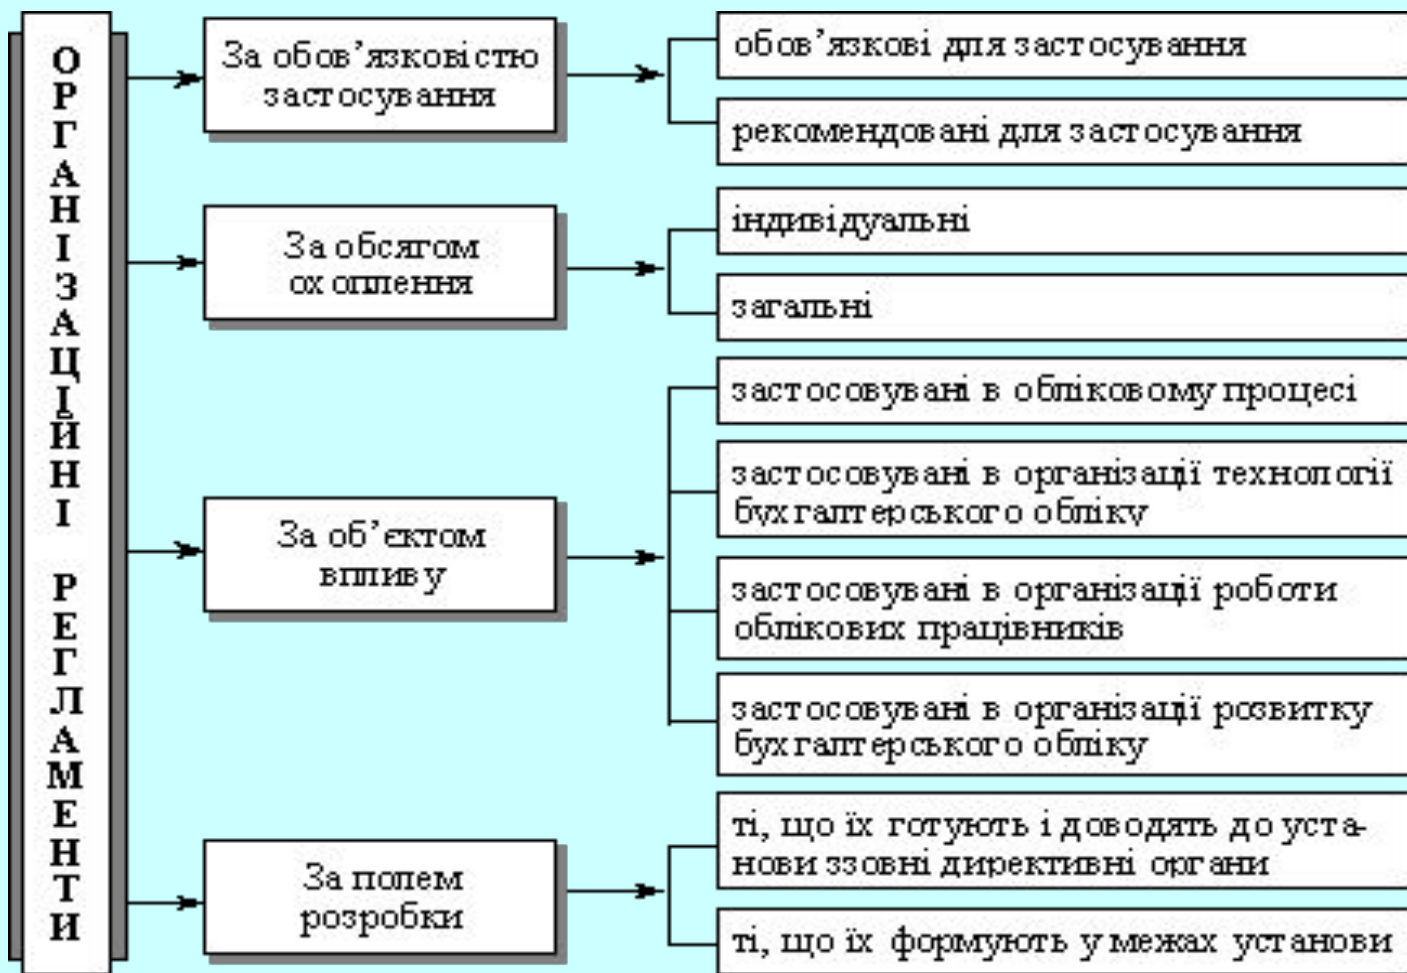 ОРГАНІЗАЦІЙНІ РЕГЛАМЕНТИ
За обов’язковістю
застосування
обов’язкові для застосування
рекомендовані для застосування
За обсягом
охоплення
індивідуальні
загальні
За об’єктом
впливу
застосовувані в обліковому процесі
застосовувані в організації технології
бухгалтерського обліку
застосовувані в організації роботи
облікових працівників
застосовувані в організації розвитку
бухгалтерського обліку
За полем
розробки
ті, що їх готують і доводять до уста-
нови ззовні директивні органи
ті, що їх формують у межах установи